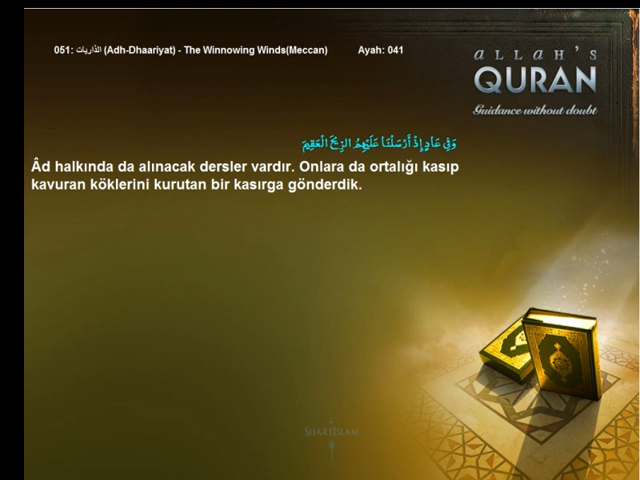 051: الذاريات (Adh-Dhaariyat) - The Winnowing Winds(Meccan) Ayah: 041
ALLAH'S
QURAN
Guidance without doubt
وَفِي عَادٍ إِذْ أَرْسَلْنَا عَلَيْهِمُ الرِّيحَ الْعَقِيمَ
Âd halkında da alınacak dersler vardır. Onlara da ortalığı kasıp
kavuran köklerini kurutan bir kasırga gönderdik.
SHAREISLAM